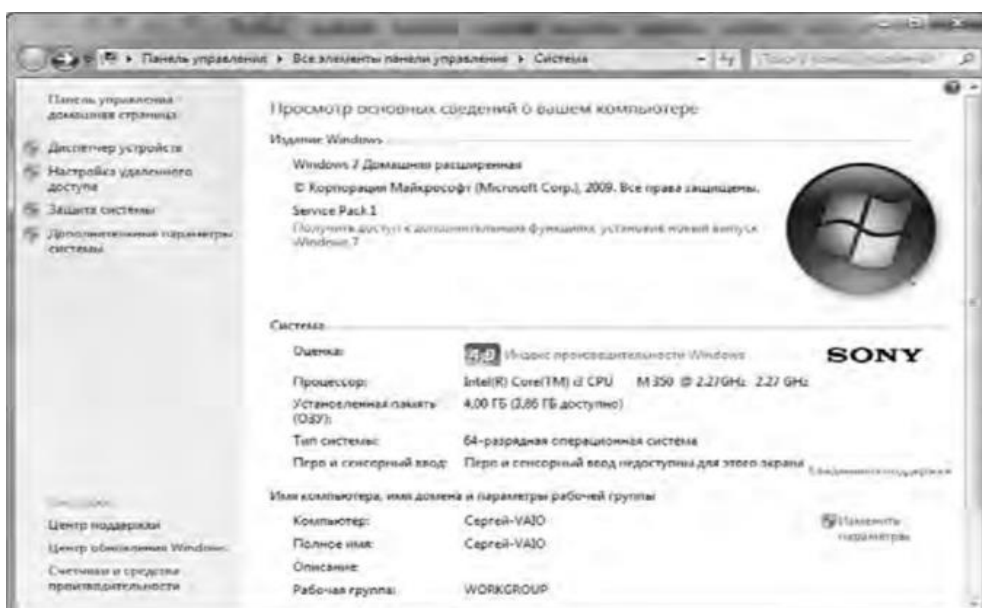 Панель управления ▸ Все элементы панели управления ▸ Система
Панель управления -
домашняя страница
Диспетчер устройств
Настройка удаленного
доступа
Защита системы
Дополнительные параметры
системы
Центр поддержки
Центр обновления Windows
Счетчики и средства
производительности
Просмотр основных сведений о вашем компьютере
Издание Windows
Windows 7 Домашняя расширенная
© Корпорация Майкрософт (Microsoft Corp.), 2009. Все права защищены.
Service Pack 1
Получить доступ к дополнительным функциям, установив новый выпуск
Windows 7
Система
Оценка: Индекс производительности Windows
SONY
Процессор: Intel(R) Core(TM) i3 CPU M 350 @ 2.27GHz 2.27 GHz
Установленная память 4,00 ГБ (3,86 ГБ доступно)
(ОЗУ):
Тип системы: 64-разрядная операционная система
Перо и сенсорный ввод: Перо и сенсорный ввод недоступны для этого экрана
Имя компьютера, имя домена и параметры рабочей группы
Компьютер: Сергей-VAIO
Изменить
параметры
Полное имя: Сергей-VAIO
Описание:
Рабочая группа: WORKGROUP